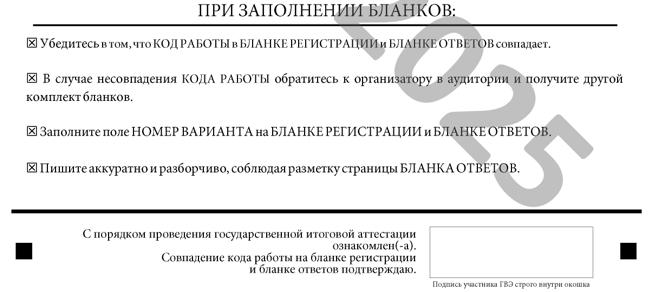 ПРИ ЗАПОЛНЕНИИ БЛАНКОВ:
☒ Убедитесь в том, что КОД РАБОТЫ в БЛАНКЕ РЕГИСТРАЦИИ и БЛАНКЕ ОТВЕТОВ совпадает.
☒ В случае несовпадения КОДА РАБОТЫ обратитесь к организатору в аудитории и получите другой
комплект бланков.
☒ Заполните поле НОМЕР ВАРИАНТА на БЛАНКЕ РЕГИСТРАЦИИ и БЛАНКЕ ОТВЕТОВ.
☒ Пишите аккуратно и разборчиво, соблюдая разметку страницы БЛАНКА ОТВЕТОВ.
2025
С порядком проведения государственной итоговой аттестации
ознакомлен(-а).
Совпадение кода работы на бланке регистрации
и бланке ответов подтверждаю.
Подпись участника ГВЭ строго внутри окошка